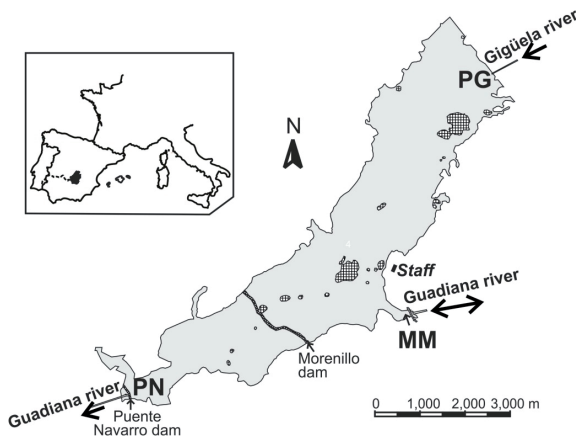 Gigüela river
PG
N
Staff
Guadiana river
MM
Morenillo
dam
PN
Guadiana river
Puente
Navarro dam
0 1,000 2,000 3,000 m